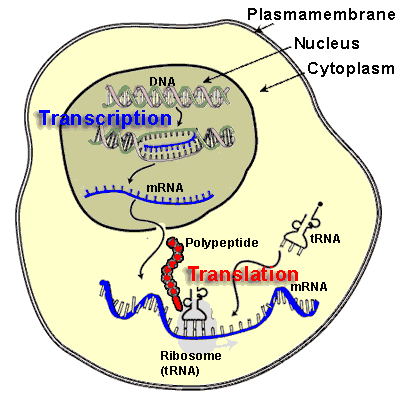 Plasmamembrane
Nucleus
Cytoplasm
DNA
Transcription
mRNA
Polypeptide
tRNA
Translation
mRNA
Ribosome
(tRNA)